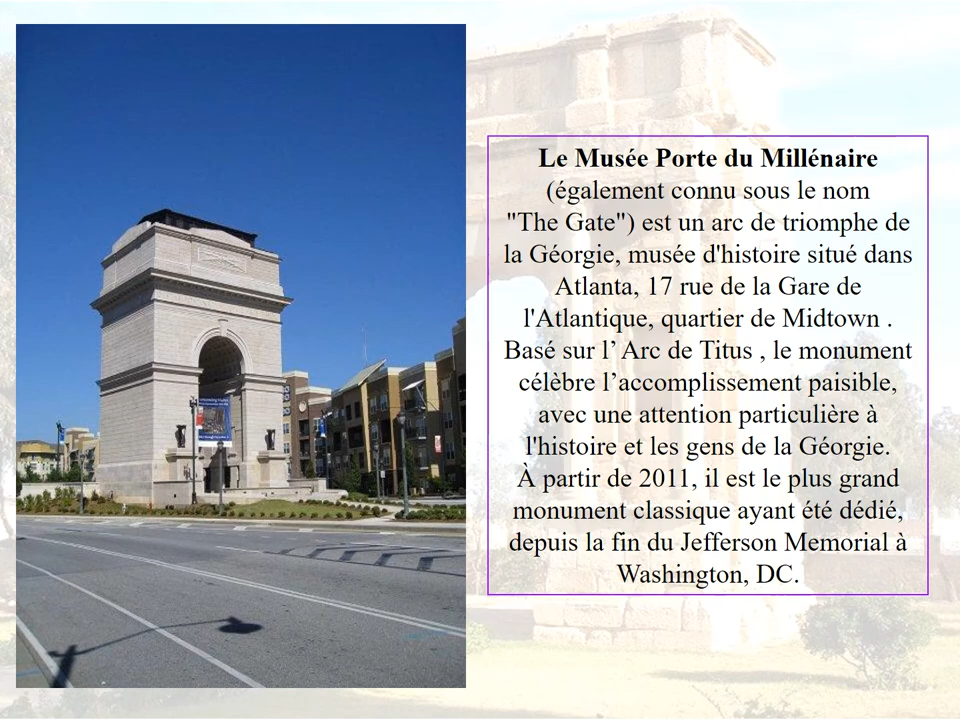 Le Musée Porte du Millénaire
(également connu sous le nom
"The Gate") est un arc de triomphe de
la Géorgie, musée d'histoire situé dans
Atlanta, 17 rue de la Gare de
l'Atlantique, quartier de Midtown .
Basé sur l’ Arc de Titus , le monument
célèbre l’accomplissement paisible,
avec une attention particulière à
l'histoire et les gens de la Géorgie.
À partir de 2011, il est le plus grand
monument classique ayant été dédié,
depuis la fin du Jefferson Memorial à
Washington, DC.